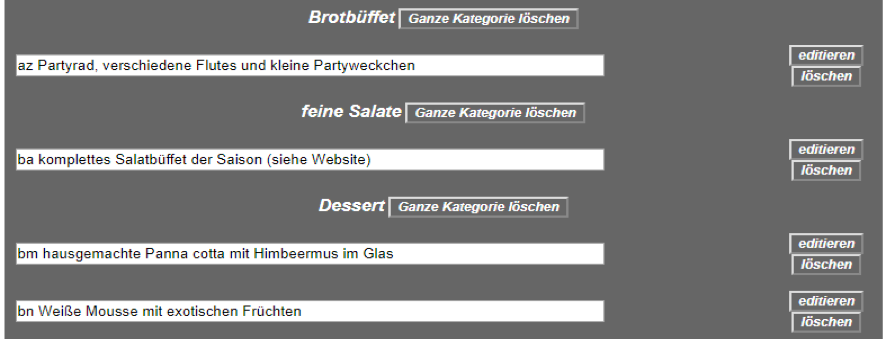 Brotbüffet Ganze Kategorie löschen
az Partyrad, verschiedene Flutes und kleine Partyweckchen editieren
löschen
feine Salate Ganze Kategorie löschen
ba komplettes Salatbüffet der Saison (siehe Website) editieren
löschen
Dessert Ganze Kategorie löschen
bm hausgemachte Panna cotta mit Himbeermus im Glas editieren
löschen
bn Weiße Mousse mit exotischen Früchten editieren
löschen